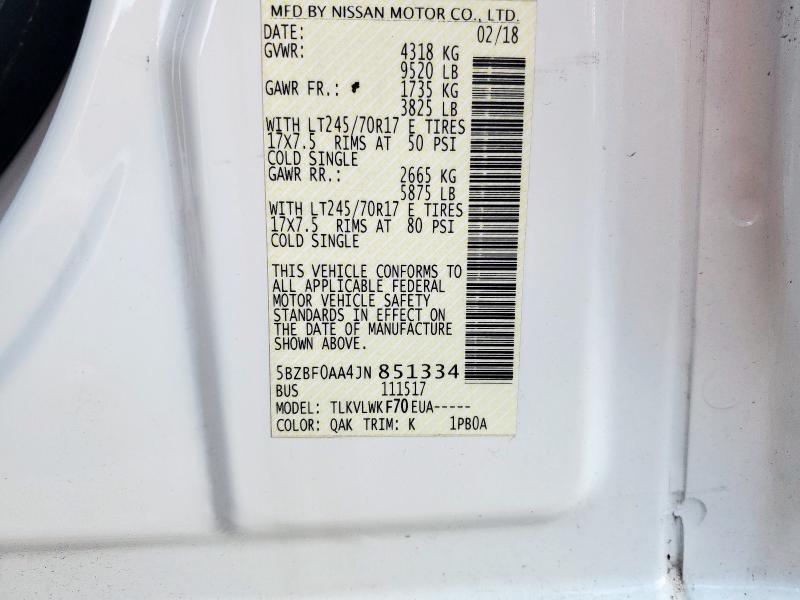 MFD BY NISSAN MOTOR CO., LTD.
DATE: 02/18
GVWR: 4318 KG
9520 LB
GAWR FR.: 1735 KG
3825 LB
WITH LT245/70R17 E TIRES
17X7.5 RIMS AT 50 PSI
COLD SINGLE
GAWR RR.: 2665 KG
5875 LB
WITH LT245/70R17 E TIRES
17X7.5 RIMS AT 80 PSI
COLD SINGLE
THIS VEHICLE CONFORMS TO
ALL APPLICABLE FEDERAL
MOTOR VEHICLE SAFETY
STANDARDS IN EFFECT ON
THE DATE OF MANUFACTURE
SHOWN ABOVE.
5BZBF0AA4JN851334
BUS 111517
MODEL: TLKVLWKF70EUA-----
COLOR: QAK TRIM: K 1PB0A